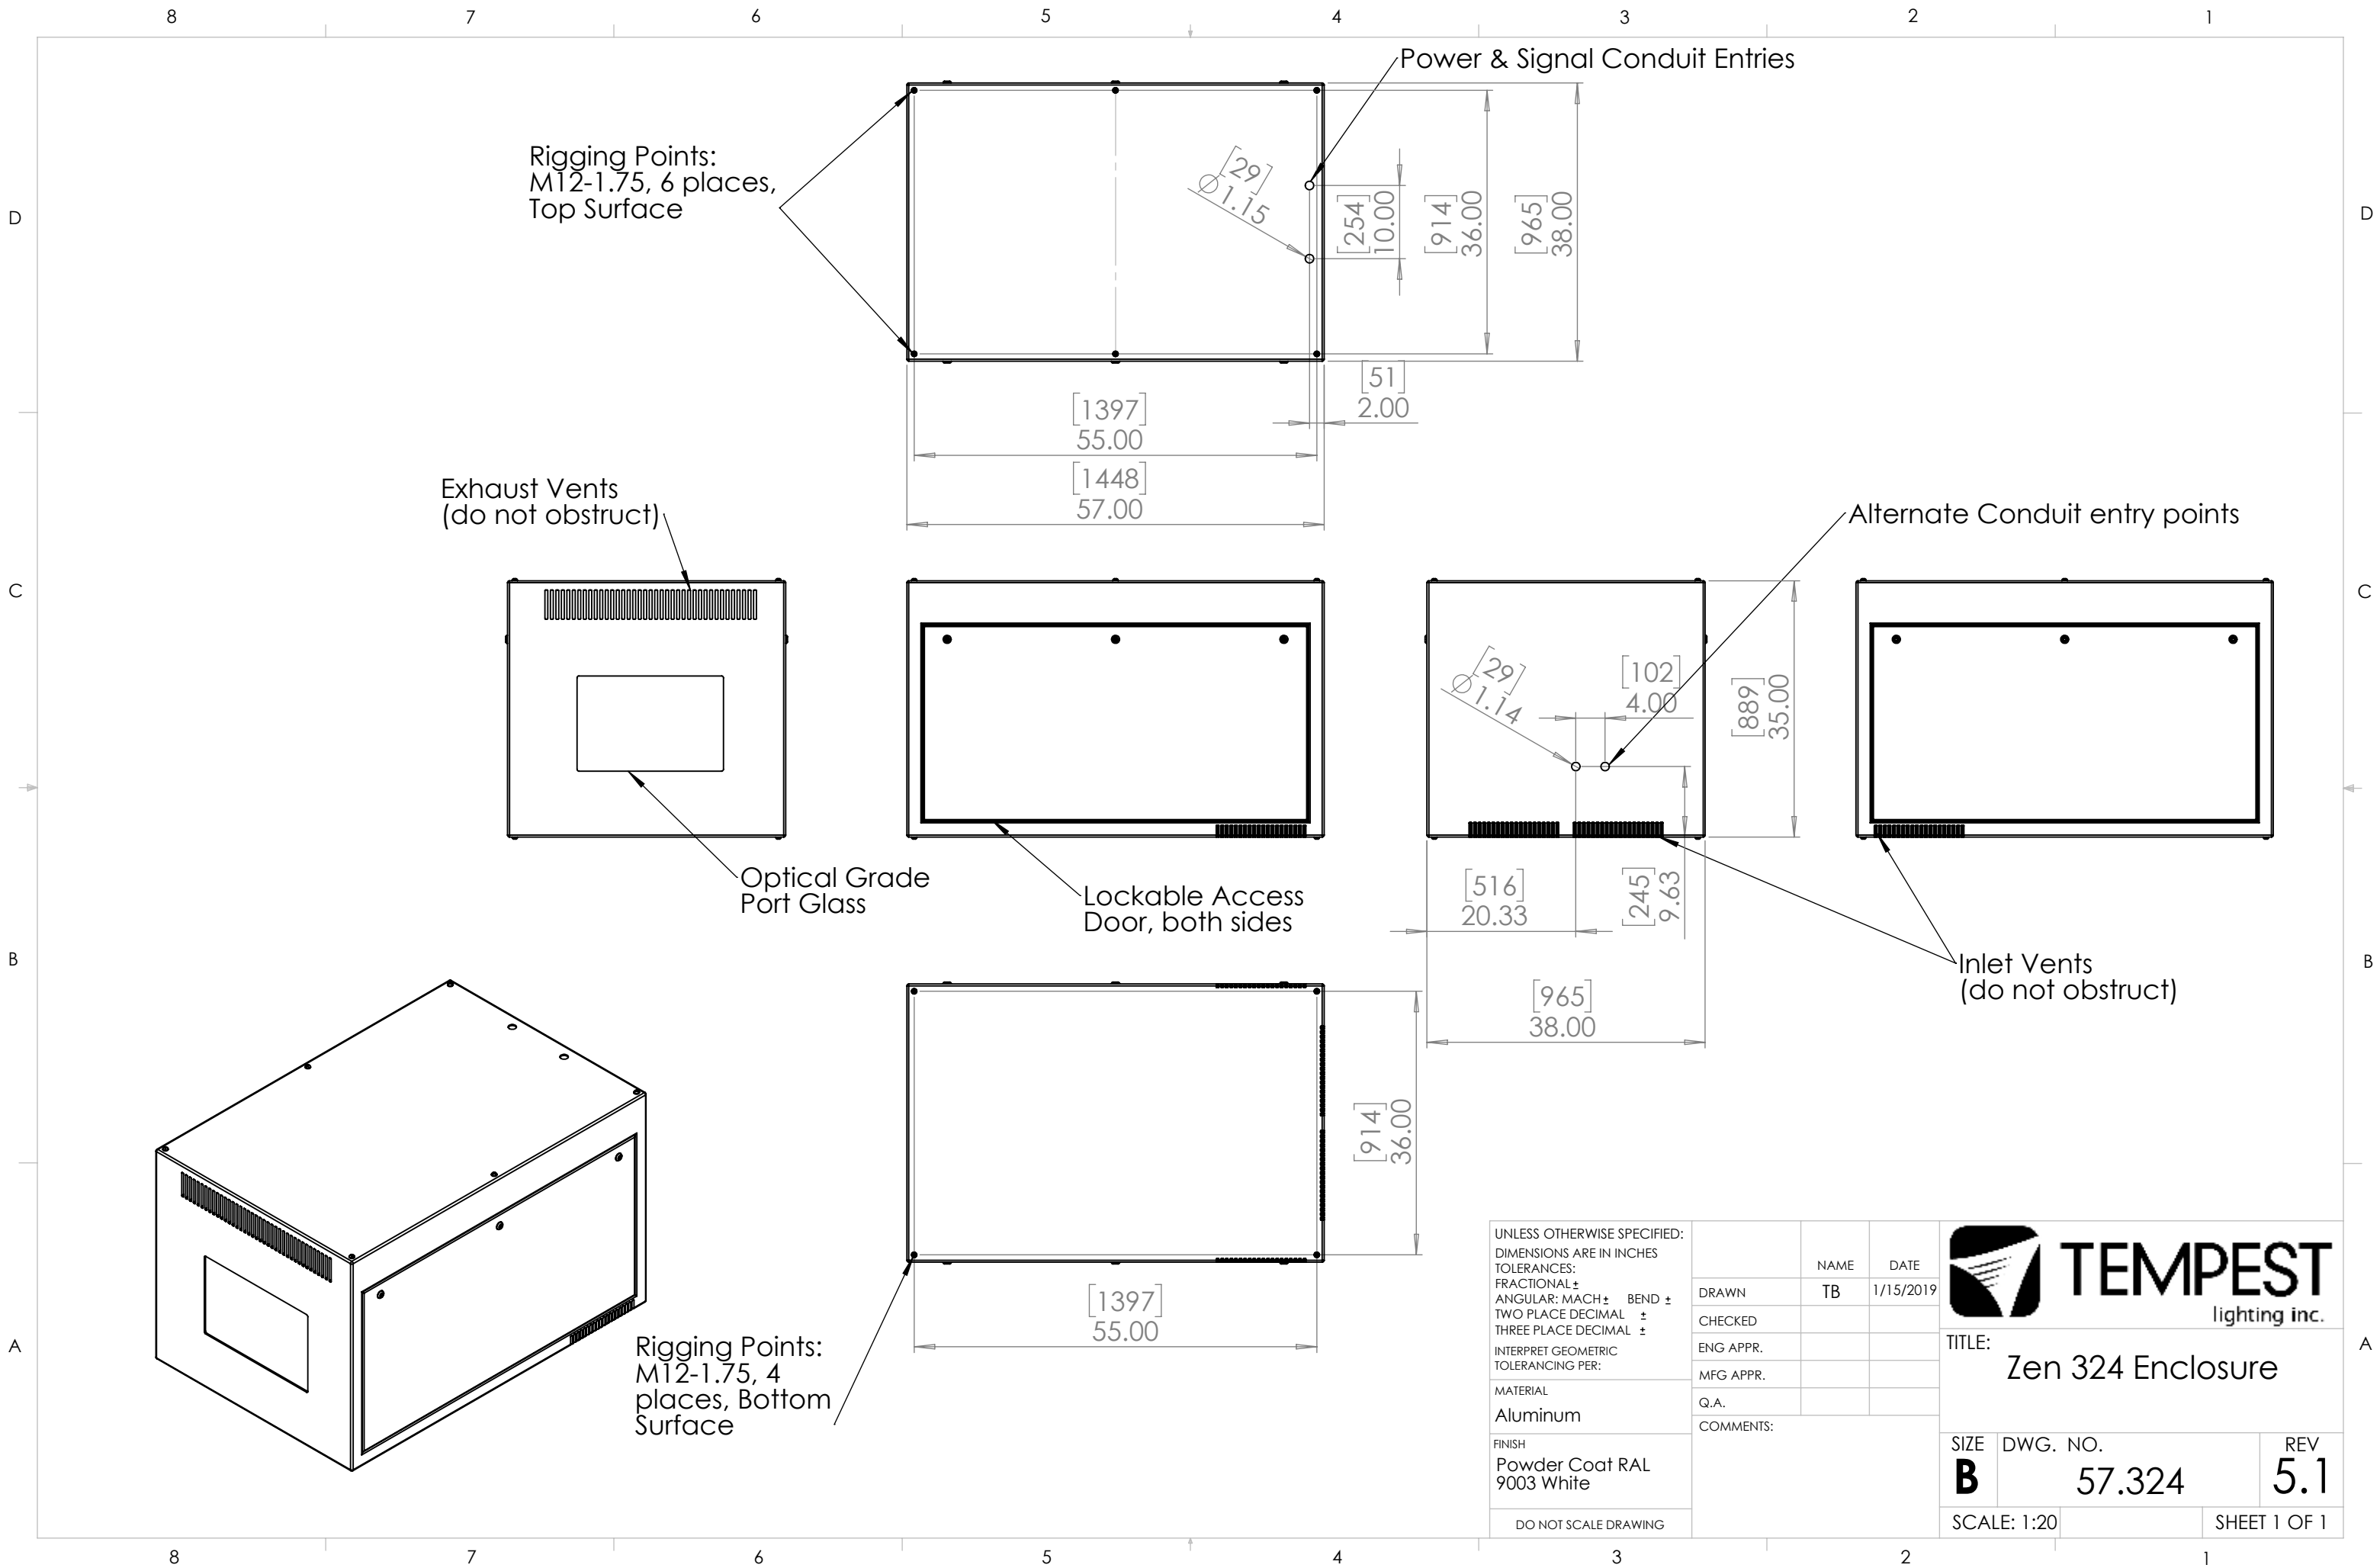 8 7 6 5 4 3 2 1
Power & Signal Conduit Entries
Rigging Points:
M12-1.75, 6 places,
Top Surface
[29]
∅1.15
[254]
10.00
[914]
36.00
[965]
38.00
D
D
[51]
2.00
[1397]
55.00
[1448]
57.00
Exhaust Vents
(do not obstruct)
Alternate Conduit entry points
C
C
[29]
∅1.14
[102]
4.00
[889]
35.00
Optical Grade
Port Glass
Lockable Access
Door, both sides
[516]
20.33
[245]
9.63
[965]
38.00
Inlet Vents
(do not obstruct)
B
B
[914]
36.00
[1397]
55.00
Rigging Points:
M12-1.75, 4
places, Bottom
Surface
A
A
UNLESS OTHERWISE SPECIFIED:
DIMENSIONS ARE IN INCHES
TOLERANCES:
FRACTIONAL ±
ANGULAR: MACH ± BEND ±
TWO PLACE DECIMAL ±
THREE PLACE DECIMAL ±
INTERPRET GEOMETRIC
TOLERANCING PER:
MATERIAL
Aluminum
FINISH
Powder Coat RAL
9003 White
DO NOT SCALE DRAWING
NAME DATE
DRAWN TB 1/15/2019
CHECKED
ENG APPR.
MFG APPR.
Q.A.
COMMENTS:
TEMPEST
lighting inc.
TITLE:
Zen 324 Enclosure
SIZE DWG. NO. REV
B 57.324 5.1
SCALE: 1:20 SHEET 1 OF 1
8 7 6 5 4 3 2 1